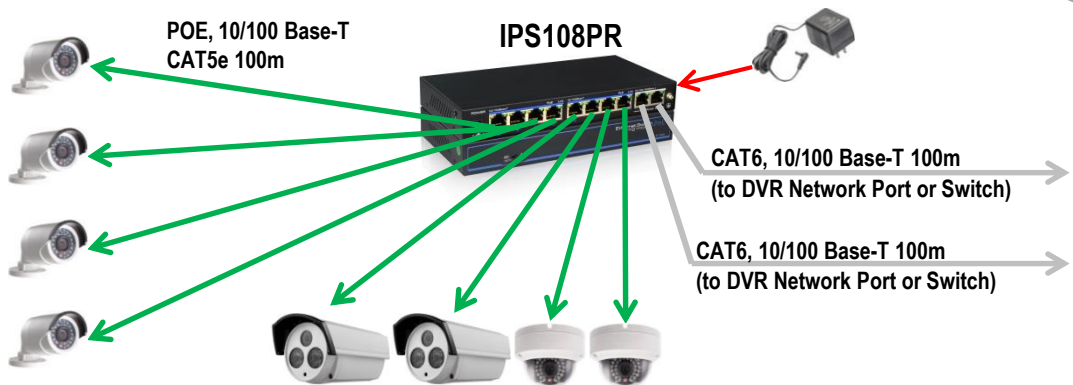 POE, 10/100 Base-T
CAT5e 100m
IPS108PR
CAT6, 10/100 Base-T 100m
(to DVR Network Port or Switch)
CAT6, 10/100 Base-T 100m
(to DVR Network Port or Switch)